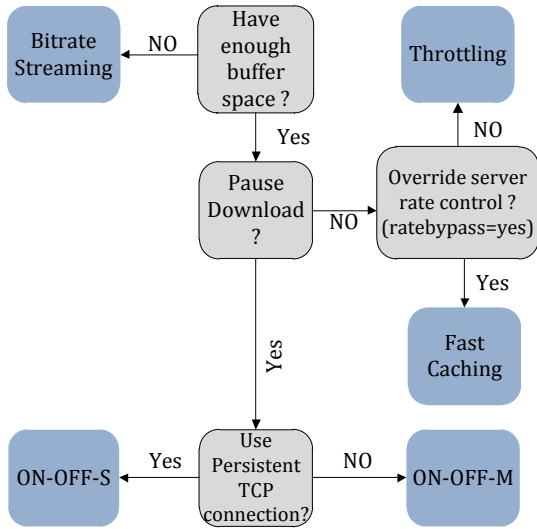 Bitrate
Streaming
NO
Have
enough
buffer
space ?
Throttling
Yes
NO
Pause
Download
?
NO
Override server
rate control ?
(ratebypass=yes)
Yes
Fast
Caching
Yes
ON-OFF-S
Yes
Use
Persistent
TCP
connection?
NO
ON-OFF-M